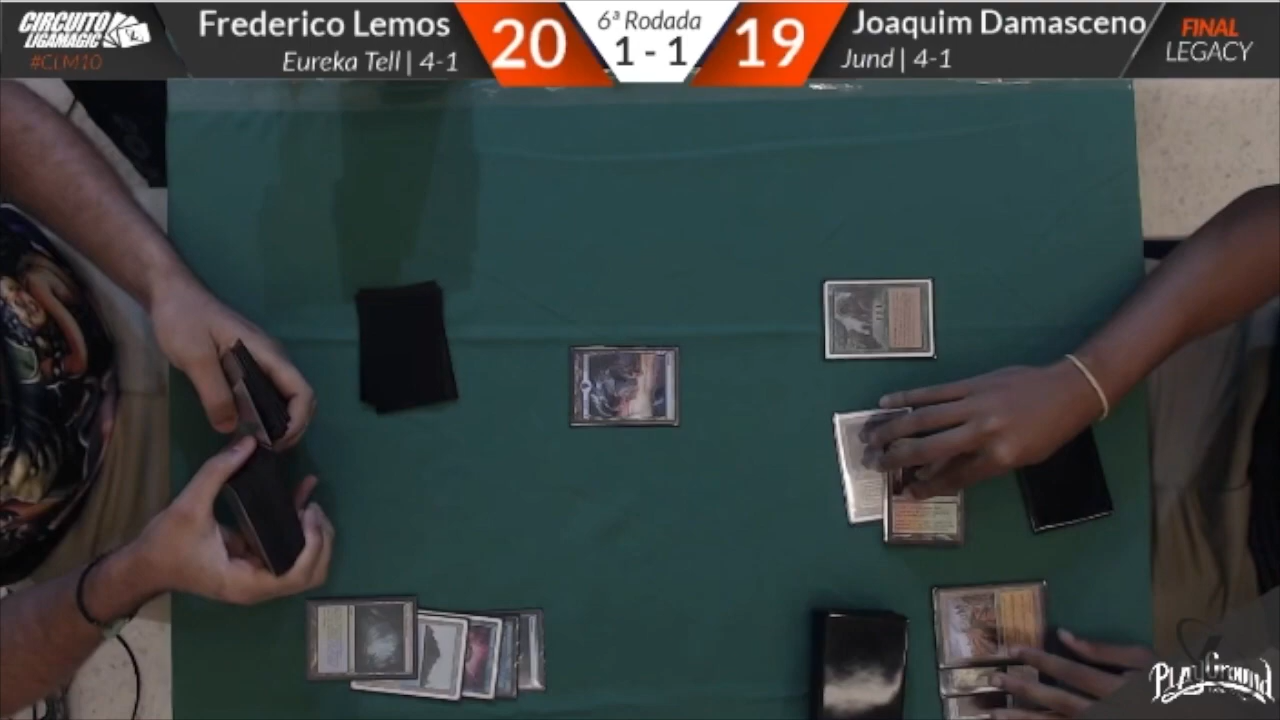 CIRCUITO
LIGAMAGIC
#CLM10
Frederico Lemos
Eureka Tell | 4-1
20
6ª Rodada
1 - 1
19
Joaquim Damasceno
Jund | 4-1
FINAL
LEGACY
PLAYGROUND